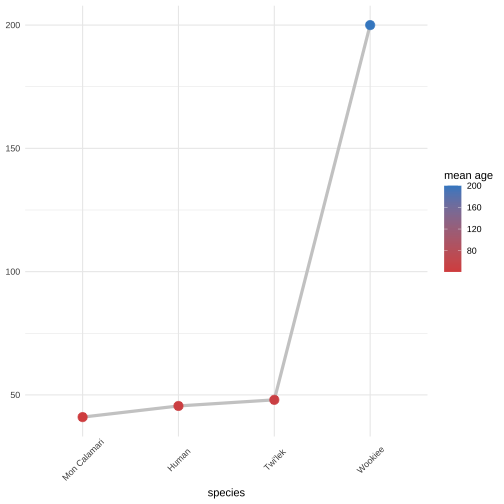 200
150
100
50
Mon Calamari
Human
Twi'lek
Wookiee
species
mean age
200
160
120
80